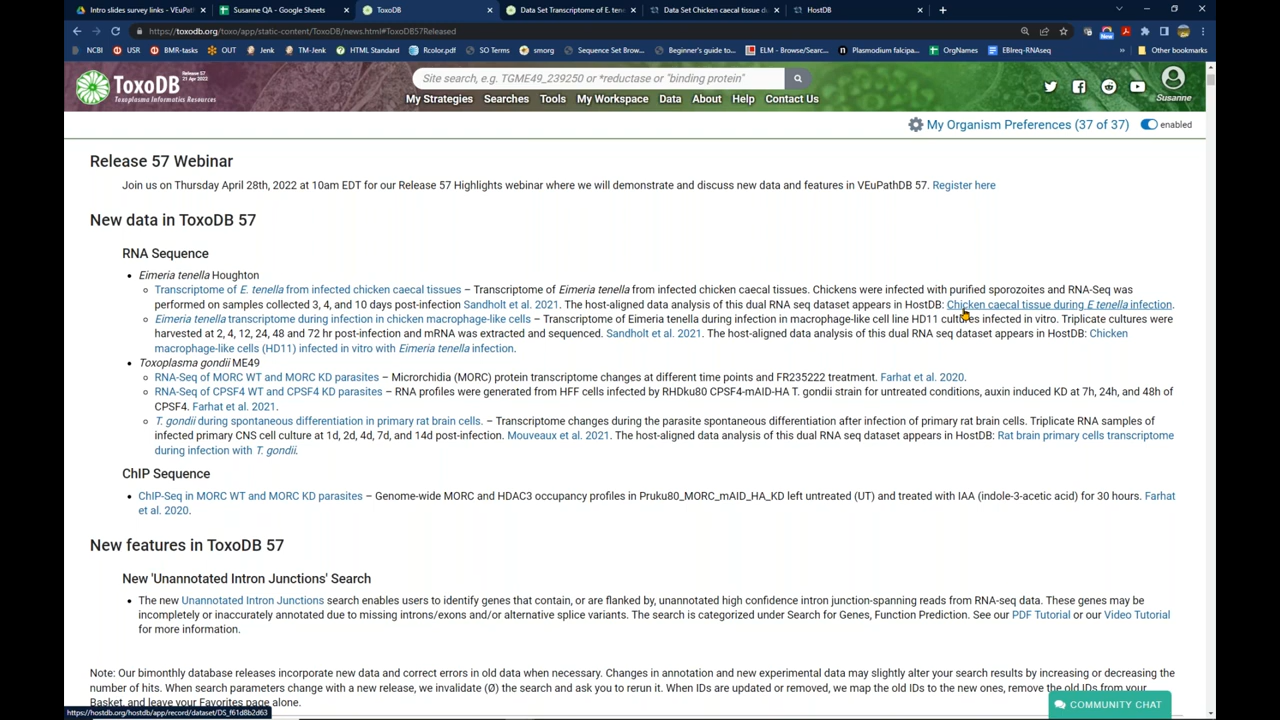 Intro slides survey links - VEuPath
Susanne QA - Google Sheets
ToxoDB
Data Set Transcriptome of E. ten
Data Set Chicken caecal tissue d
HostDB
https://toxodb.org/toxo/app/static-content/ToxoDB/news.html#ToxoDB57Released
NCBI
USR
BMR-tasks
OUT
Jenk
TM-Jenk
HTML Standard
Rcolor.pdf
SO Terms
smorg
Sequence Set Brow...
Beginner's guide to...
ELM - Browse/Searc...
Plasmodium falcipa...
OrgNames
EBIreq-RNAseq
Other bookmarks
ToxoDB
Release 57
21 Apr 2022
Toxoplasma Informatics Resources
Site search, e.g. TGME49_239250 or *reductase or "binding protein"
My Strategies Searches Tools My Workspace Data About Help Contact Us
Susanne
My Organism Preferences (37 of 37) enabled
Release 57 Webinar
Join us on Thursday April 28th, 2022 at 10am EDT for our Release 57 Highlights webinar where we will demonstrate and discuss new data and features in VEuPathDB 57. Register here
New data in ToxoDB 57
RNA Sequence
• Eimeria tenella Houghton
Transcriptome of E. tenella from infected chicken caecal tissues – Transcriptome of Eimeria tenella from infected chicken caecal tissues. Chickens were infected with purified sporozoites and RNA-Seq was
performed on samples collected 3, 4, and 10 days post-infection Sandholt et al. 2021. The host-aligned data analysis of this dual RNA seq dataset appears in HostDB: Chicken caecal tissue during E tenella infection.
Eimeria tenella transcriptome during infection in chicken macrophage-like cells – Transcriptome of Eimeria tenella during infection in macrophage-like cell line HD11 cultures infected in vitro. Triplicate cultures were
harvested at 2, 4, 12, 24, 48 and 72 hr post-infection and mRNA was extracted and sequenced. Sandholt et al. 2021. The host-aligned data analysis of this dual RNA seq dataset appears in HostDB: Chicken
macrophage-like cells (HD11) infected in vitro with Eimeria tenella infection.
• Toxoplasma gondii ME49
RNA-Seq of MORC WT and MORC KD parasites – Microrchidia (MORC) protein transcriptome changes at different time points and FR235222 treatment. Farhat et al. 2020.
RNA-Seq of CPSF4 WT and CPSF4 KD parasites – RNA profiles were generated from HFF cells infected by RHDku80 CPSF4-mAID-HA T. gondii strain for untreated conditions, auxin induced KD at 7h, 24h, and 48h of
CPSF4. Farhat et al. 2021.
T. gondii during spontaneous differentiation in primary rat brain cells. – Transcriptome changes during the parasite spontaneous differentiation after infection of primary rat brain cells. Triplicate RNA samples of
infected primary CNS cell culture at 1d, 2d, 4d, 7d, and 14d post-infection. Mouveaux et al. 2021. The host-aligned data analysis of this dual RNA seq dataset appears in HostDB: Rat brain primary cells transcriptome
during infection with T. gondii.
ChIP Sequence
• ChIP-Seq in MORC WT and MORC KD parasites – Genome-wide MORC and HDAC3 occupancy profiles in Pruku80_MORC_mAID_HA_KD left untreated (UT) and treated with IAA (indole-3-acetic acid) for 30 hours. Farhat
et al. 2020.
New features in ToxoDB 57
New 'Unannotated Intron Junctions' Search
• The new Unannotated Intron Junctions search enables users to identify genes that contain, or are flanked by, unannotated high confidence intron junction-spanning reads from RNA-seq data. These genes may be
incompletely or inaccurately annotated due to missing introns/exons and/or alternative splice variants. The search is categorized under Search for Genes, Function Prediction. See our PDF Tutorial or our Video Tutorial
for more information.
Note: Our bimonthly database releases incorporate new data and correct errors in old data when necessary. Changes in annotation and new experimental data may slightly alter your search results by increasing or decreasing the
number of hits. When search parameters change with a new release, we invalidate (Ø) the search and ask you to rerun it. When IDs are updated or removed, we map the old IDs to the new ones, remove the old IDs from your
Basket, and leave your Favorites page alone.
COMMUNITY CHAT
https://hostdb.org/hostdb/app/record/dataset/DS_f61d8b2d63